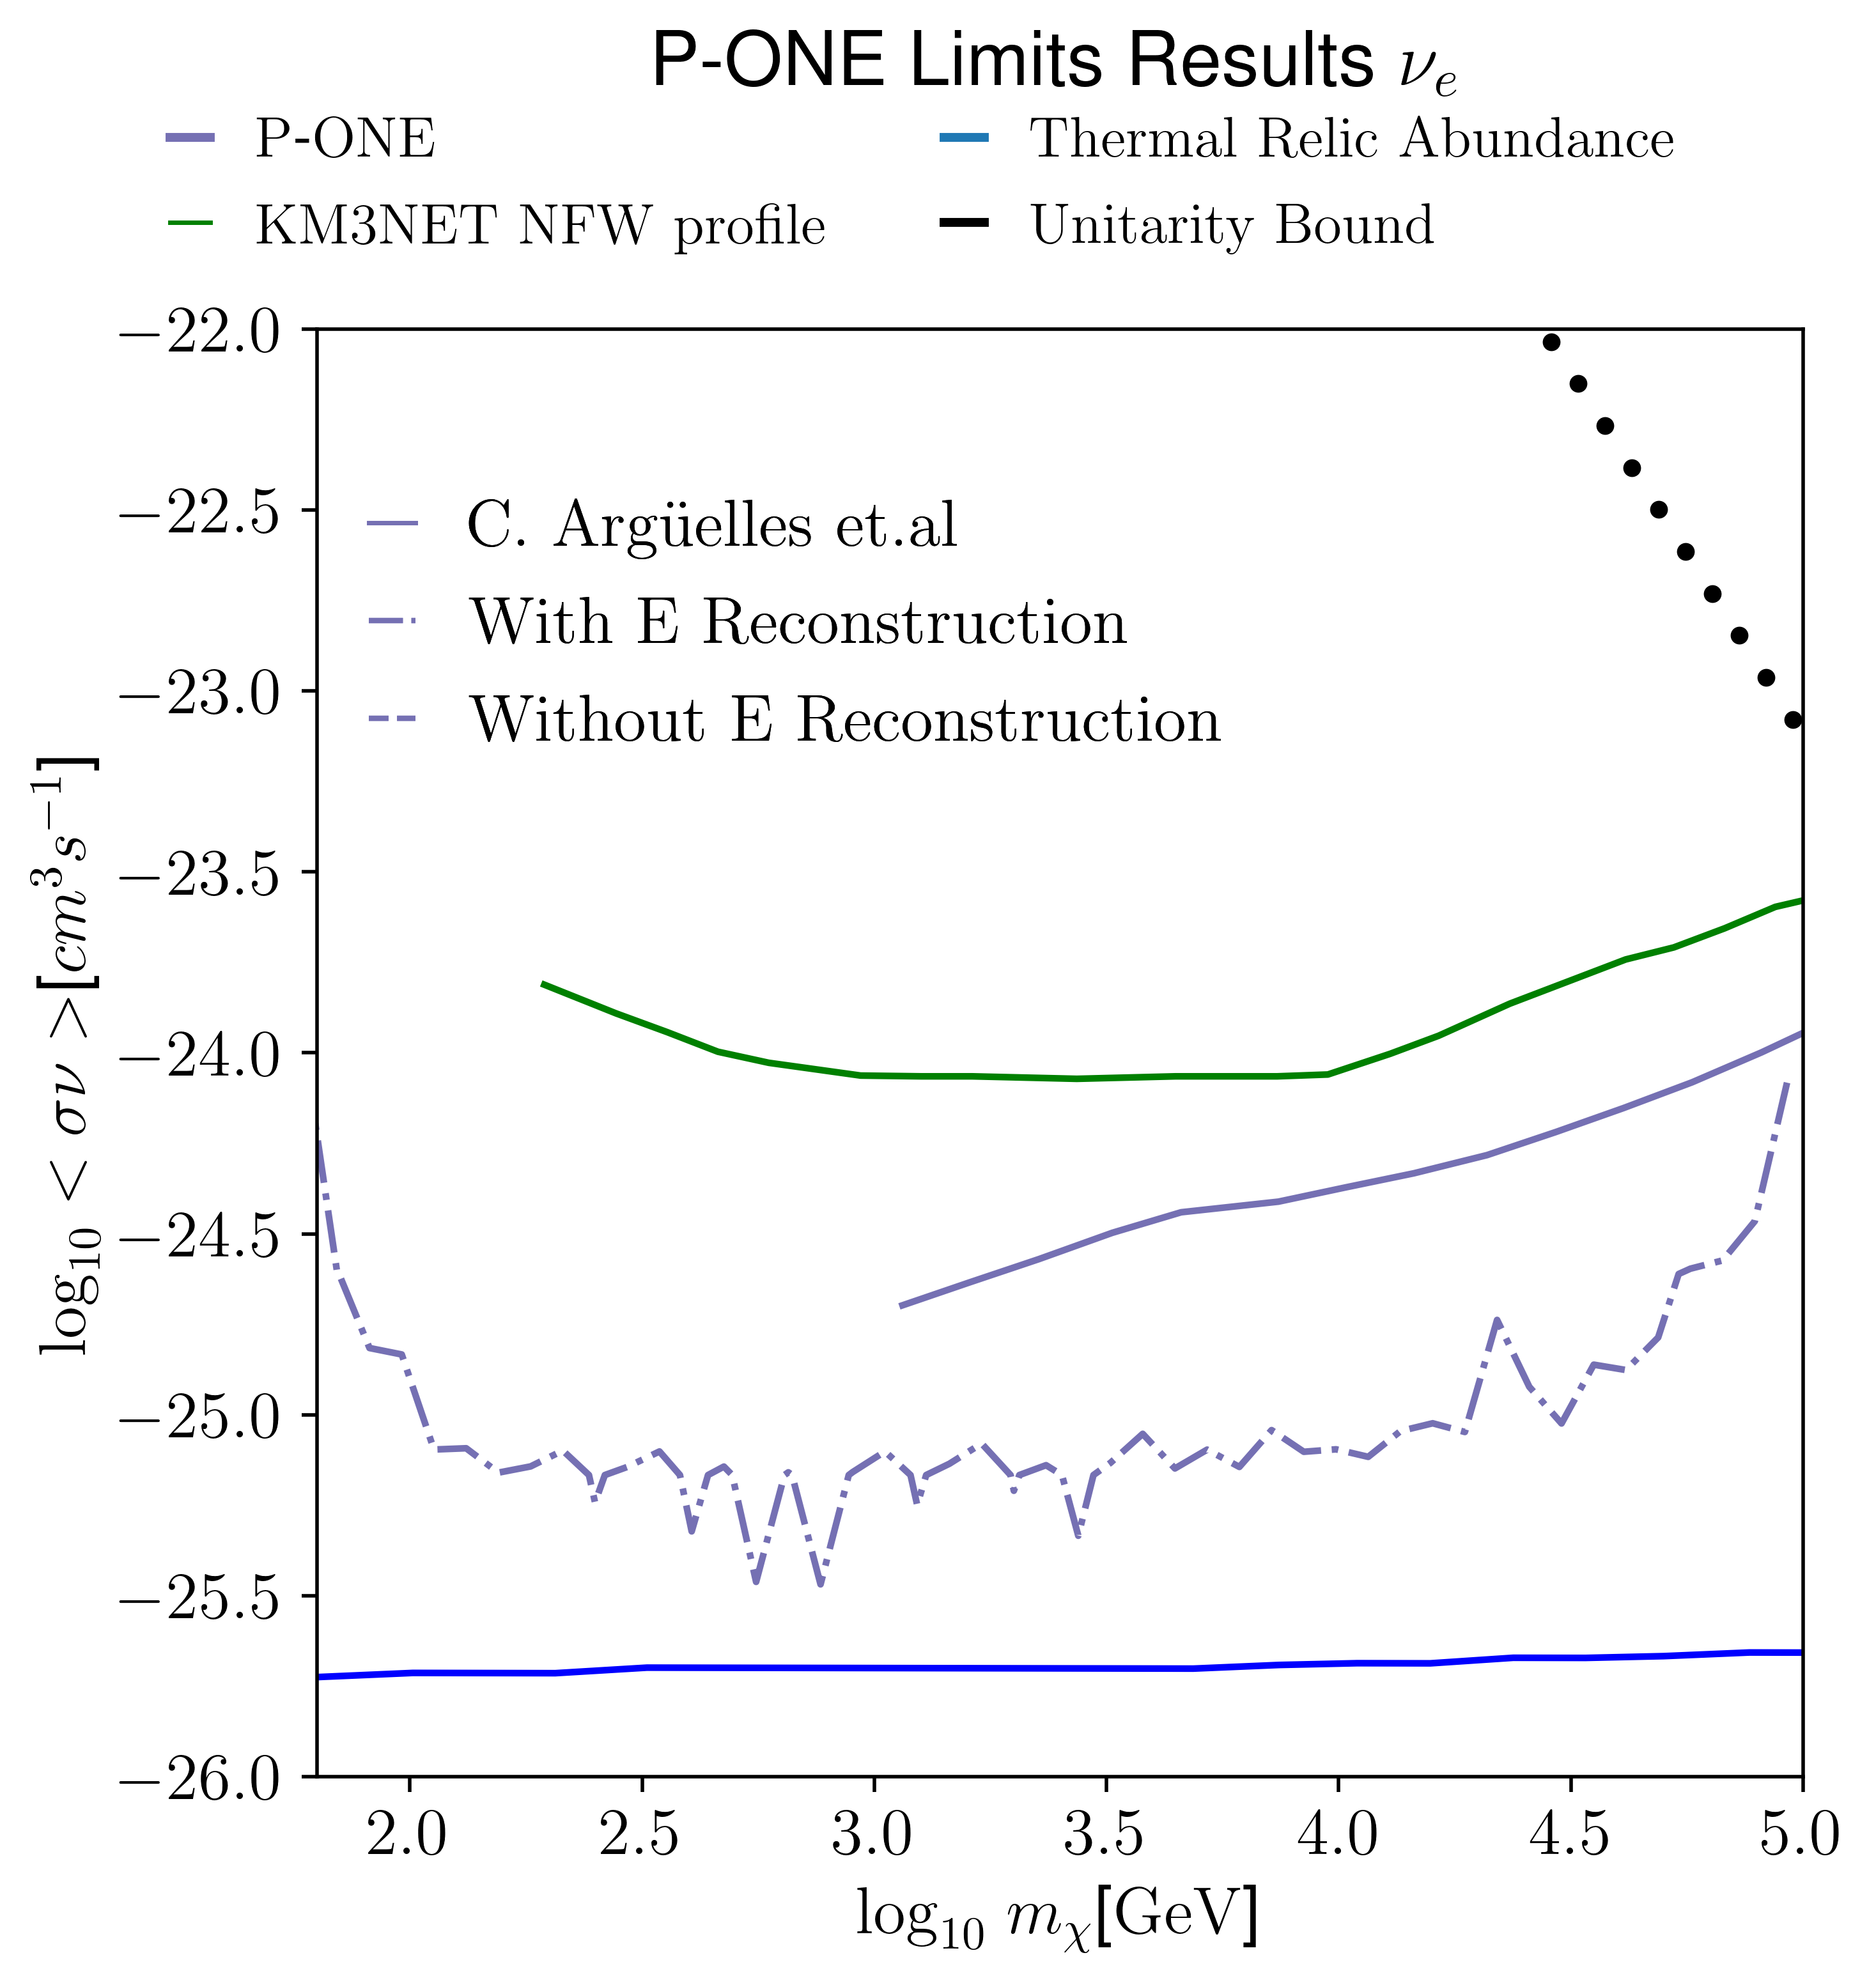 P-ONE Limits Results νₑ
P-ONE
Thermal Relic Abundance
KM3NET NFW profile
Unitarity Bound
−22.0
−22.5
−23.0
−23.5
−24.0
−24.5
−25.0
−25.5
−26.0
C. Argüelles et.al
With E Reconstruction
Without E Reconstruction
log₁₀ < σν >[cm³s⁻¹]
2.0 2.5 3.0 3.5 4.0 4.5 5.0
log₁₀ mᵪ[GeV]